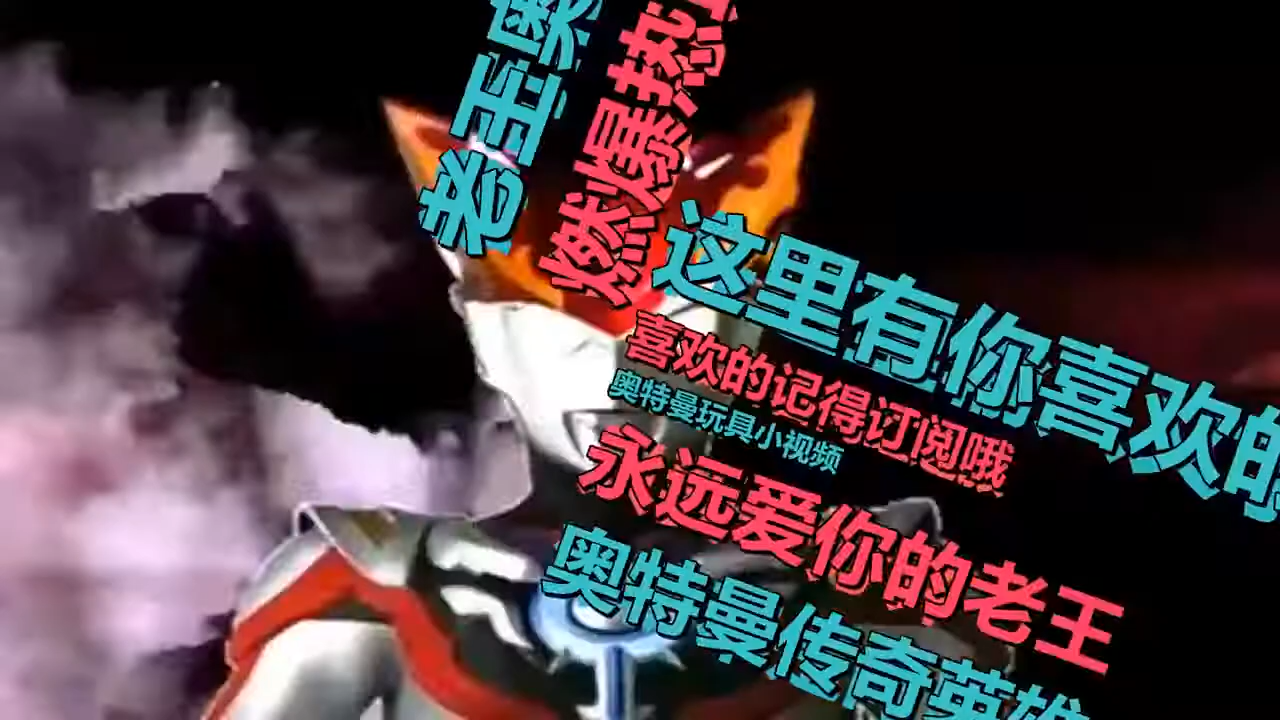 老王奥
燃爆热
这里有你喜欢的
喜欢的记得订阅哦
奥特曼玩具小视频
永远爱你的老王
奥特曼传奇英雄